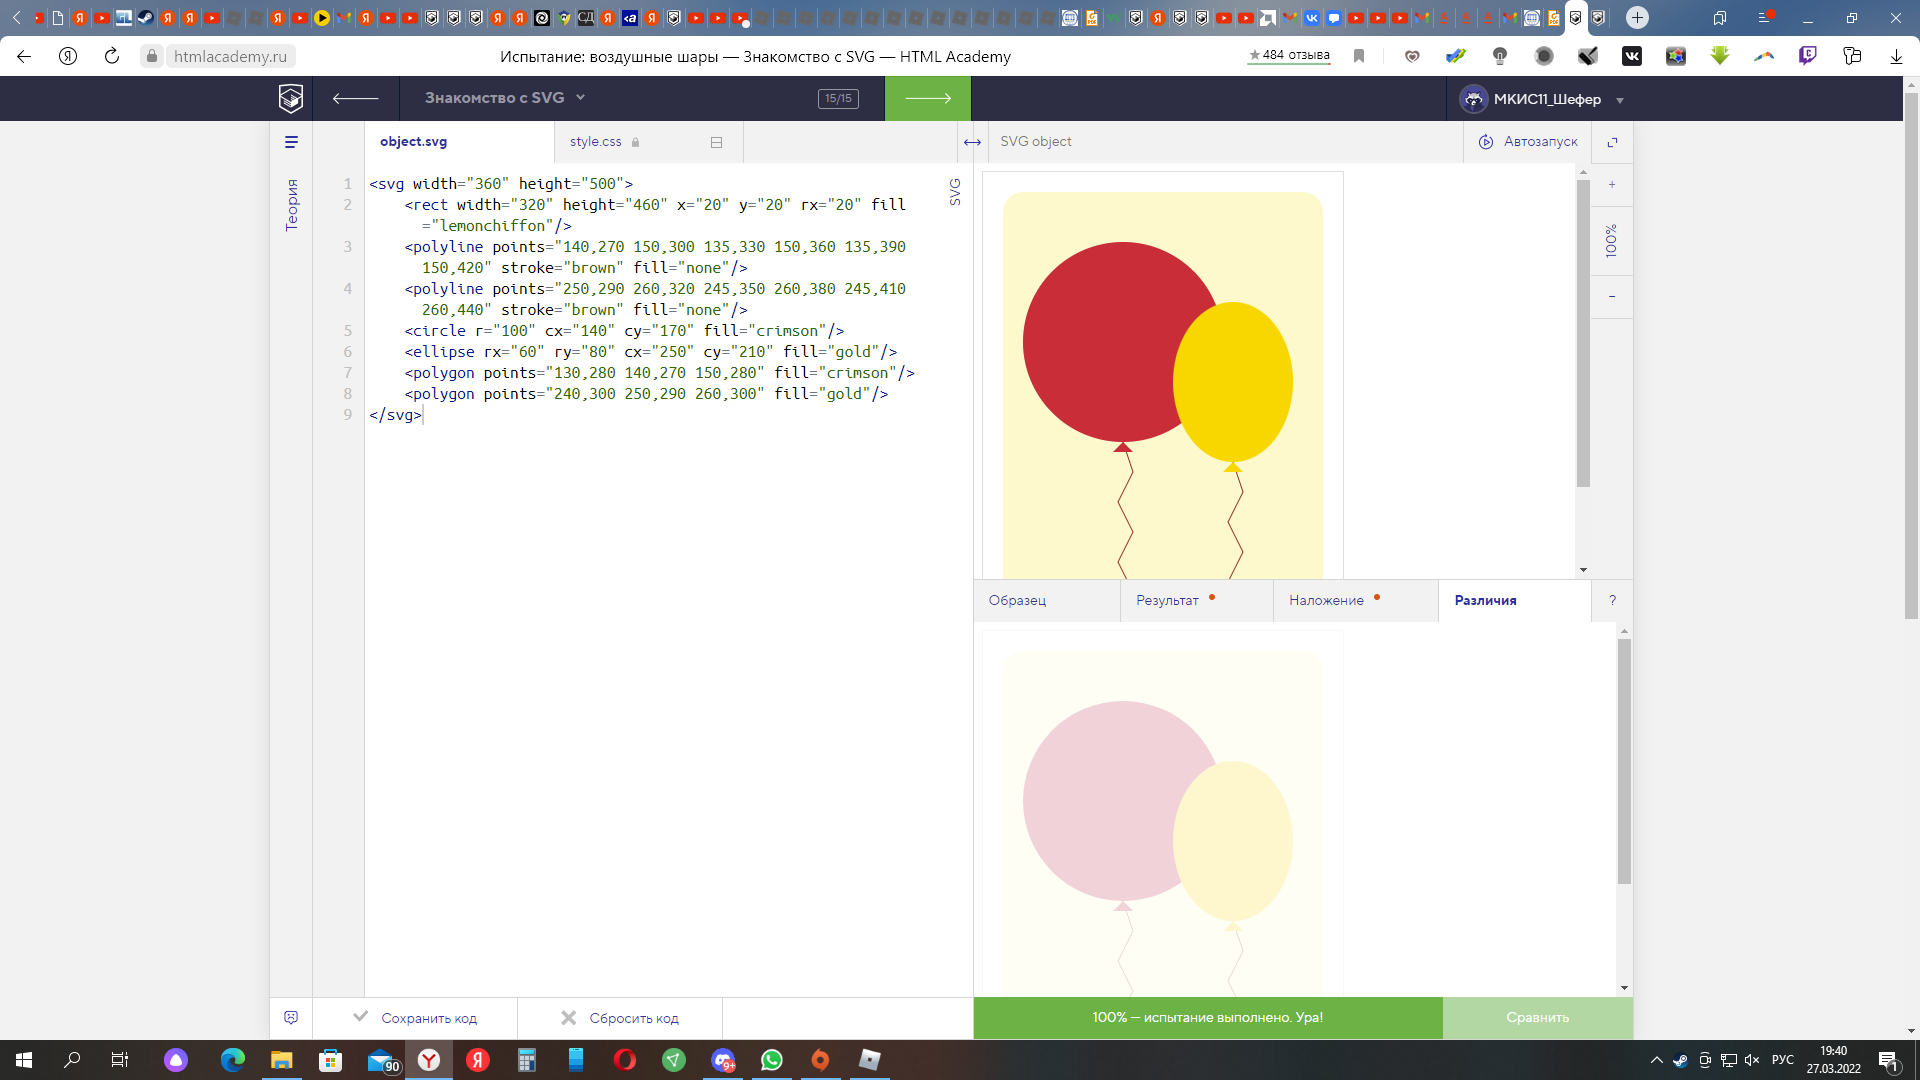 htmlacademy.ru
Испытание: воздушные шары — Знакомство с SVG — HTML Academy
★ 484 отзыва
Знакомство с SVG
15/15
МКИС11_Шефер
object.svg
style.css
SVG object
Автозапуск
Теория
SVG
100%
1 <svg width="360" height="500">
2 <rect width="320" height="460" x="20" y="20" rx="20" fill
="lemonchiffon"/>
3 <polyline points="140,270 150,300 135,330 150,360 135,390
150,420" stroke="brown" fill="none"/>
4 <polyline points="250,290 260,320 245,350 260,380 245,410
260,440" stroke="brown" fill="none"/>
5 <circle r="100" cx="140" cy="170" fill="crimson"/>
6 <ellipse rx="60" ry="80" cx="250" cy="210" fill="gold"/>
7 <polygon points="130,280 140,270 150,280" fill="crimson"/>
8 <polygon points="240,300 250,290 260,300" fill="gold"/>
9 </svg>
Образец
Результат
Наложение
Различия
?
Сохранить код
Сбросить код
100% — испытание выполнено. Ура!
Сравнить
90
9+
РУС
19:40
27.03.2022
1